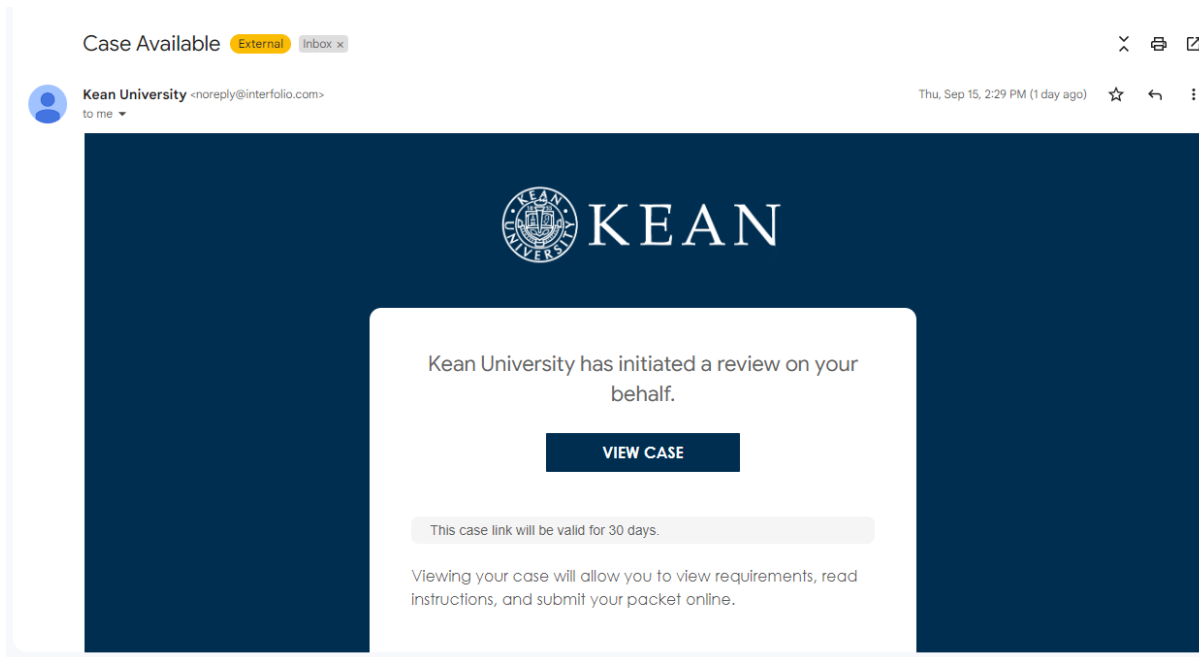 Case Available External Inbox ×
Kean University <noreply@interfolio.com> Thu, Sep 15, 2:29 PM (1 day ago)
to me
KEAN UNIVERSITY
KEAN
Kean University has initiated a review on your
behalf.
VIEW CASE
This case link will be valid for 30 days.
Viewing your case will allow you to view requirements, read
instructions, and submit your packet online.